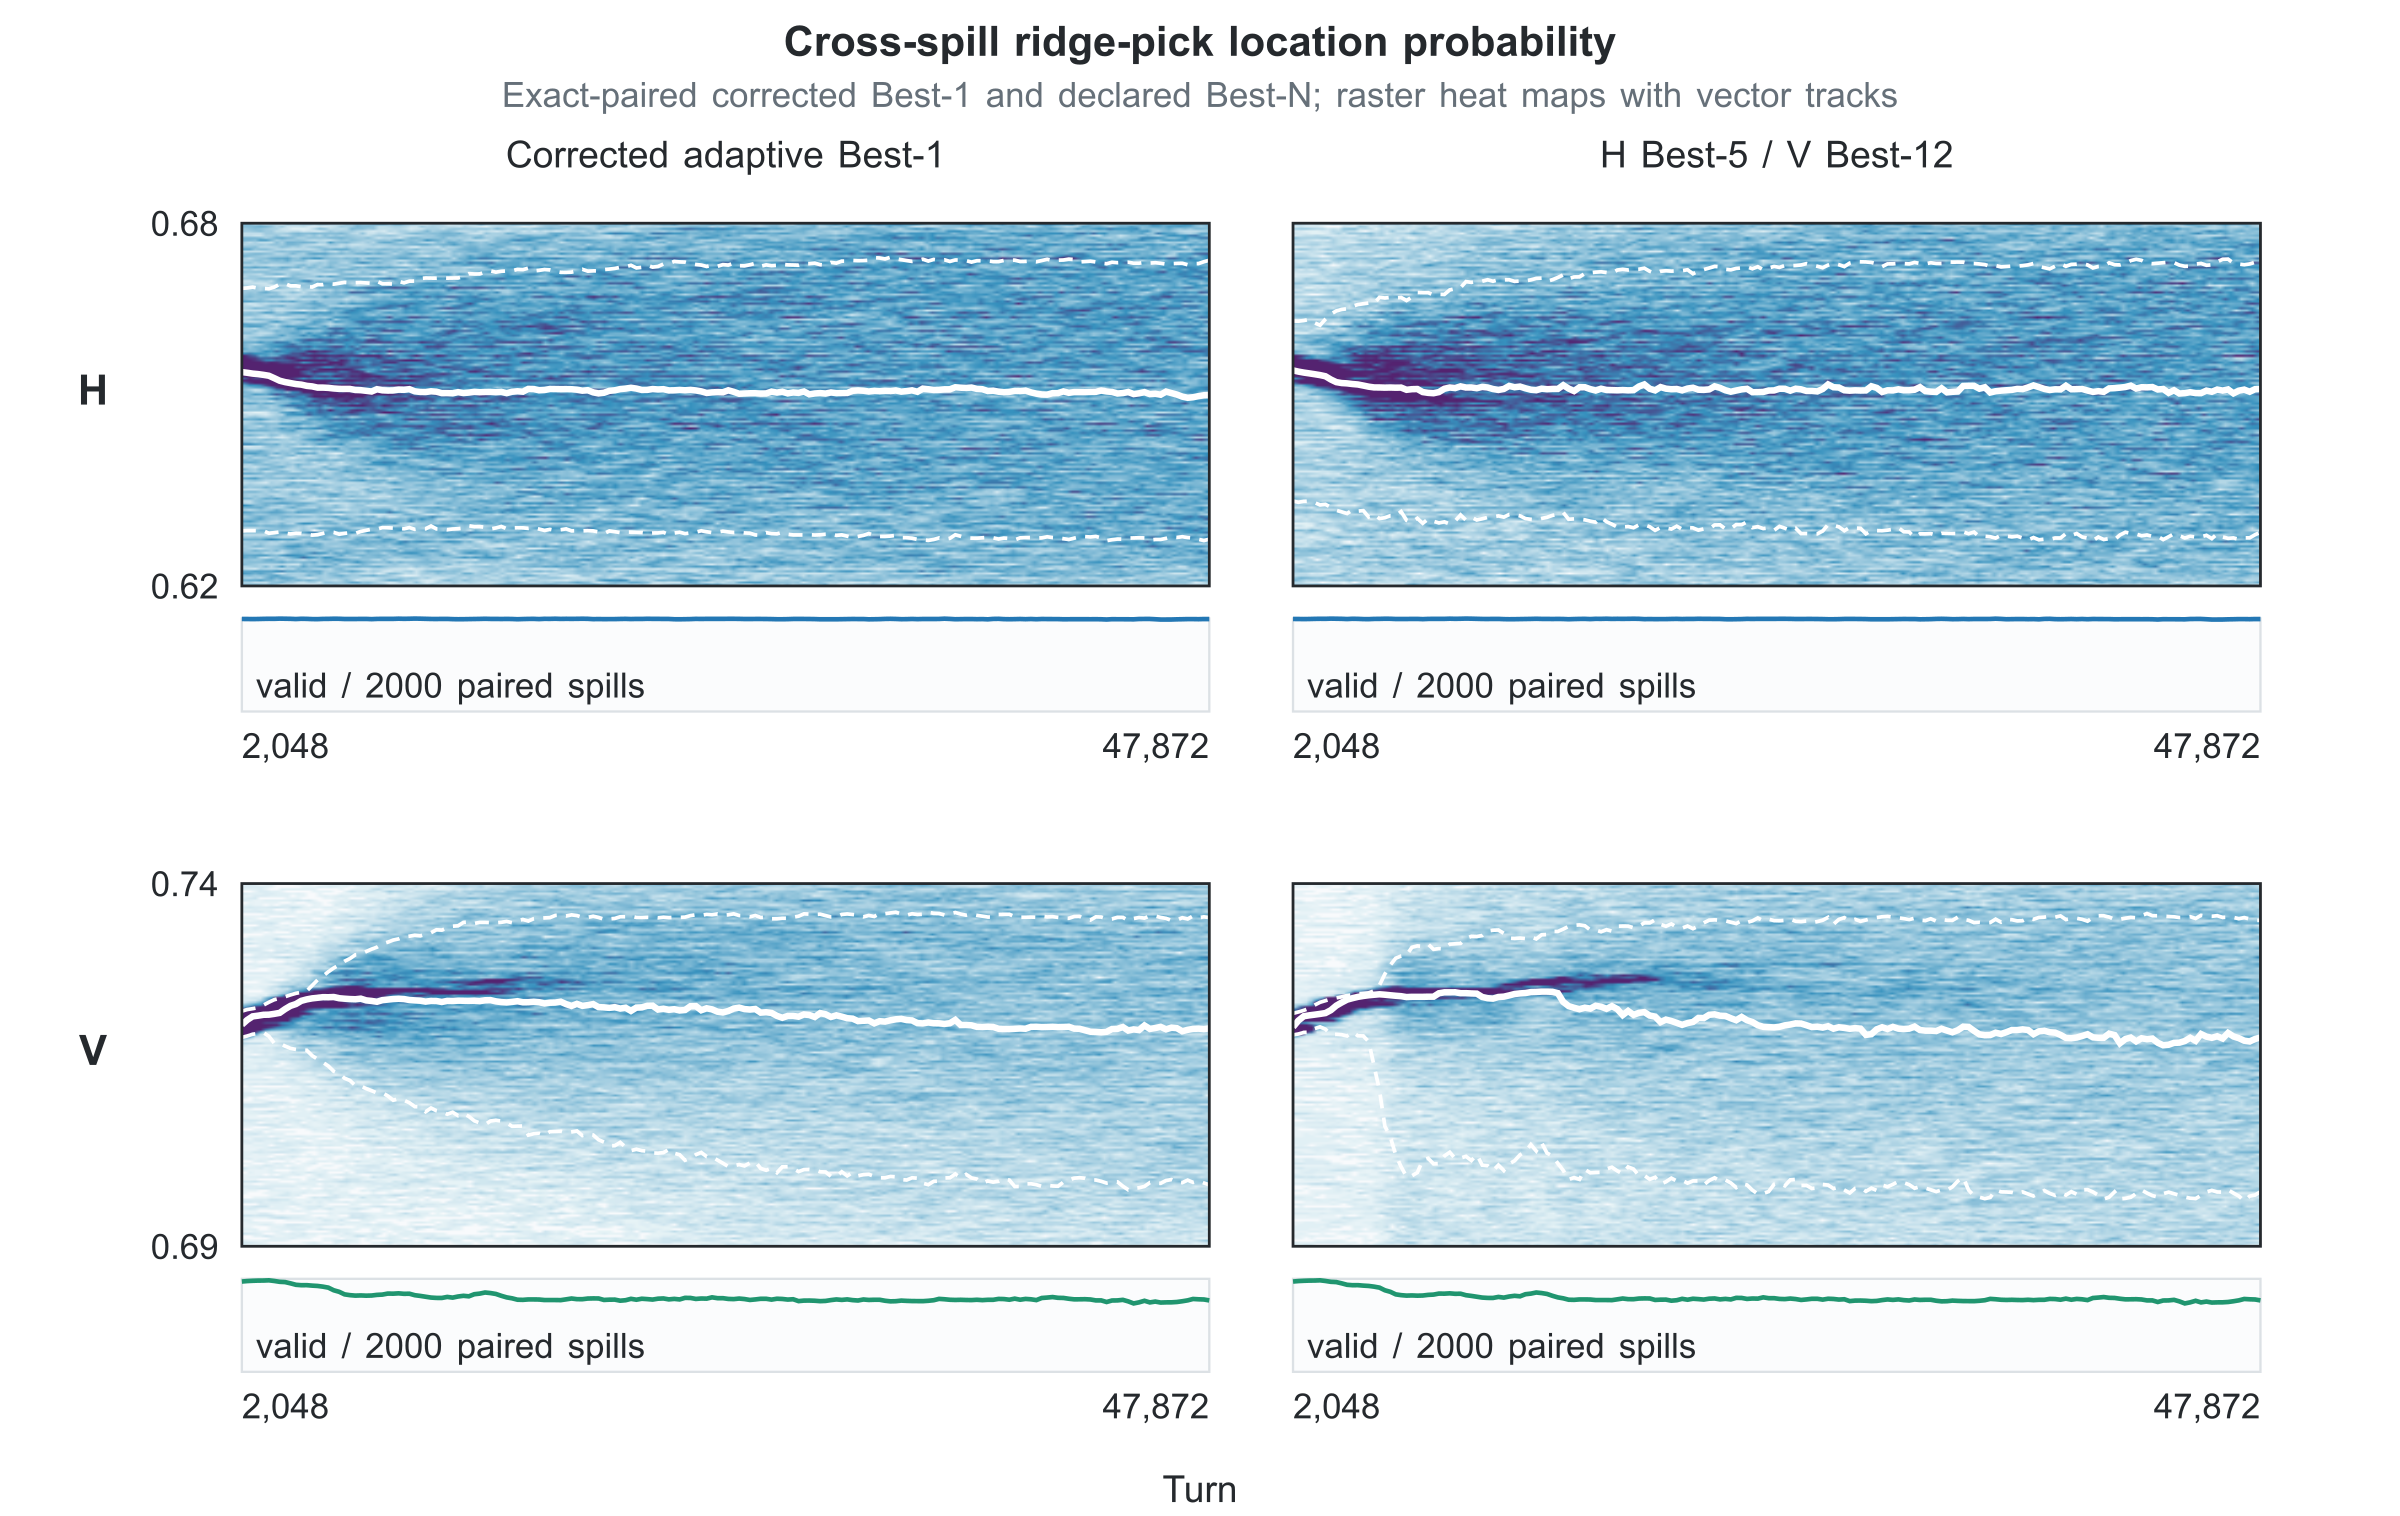 Cross-spill ridge-pick location probability
Exact-paired corrected Best-1 and declared Best-N; raster heat maps with vector tracks
Corrected adaptive Best-1
H Best-5 / V Best-12
0.68
H
0.62
valid / 2000 paired spills
valid / 2000 paired spills
2,048
47,872
2,048
47,872
0.74
V
0.69
valid / 2000 paired spills
valid / 2000 paired spills
2,048
47,872
2,048
47,872
Turn